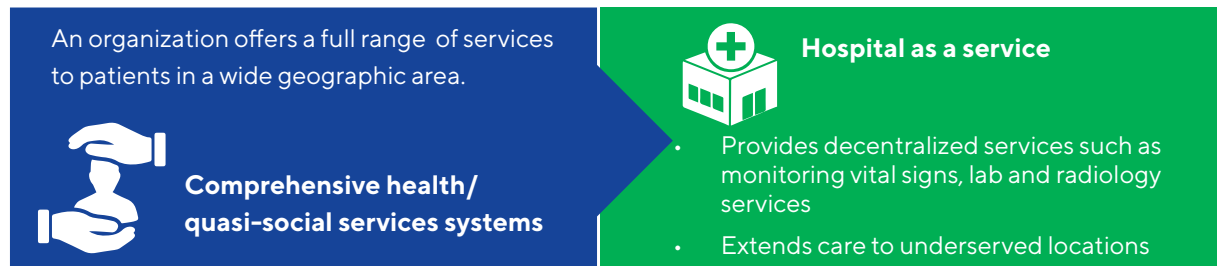 An organization offers a full range of services
to patients in a wide geographic area.
Comprehensive health/
quasi-social services systems
Hospital as a service
• Provides decentralized services such as
monitoring vital signs, lab and radiology
services
• Extends care to underserved locations